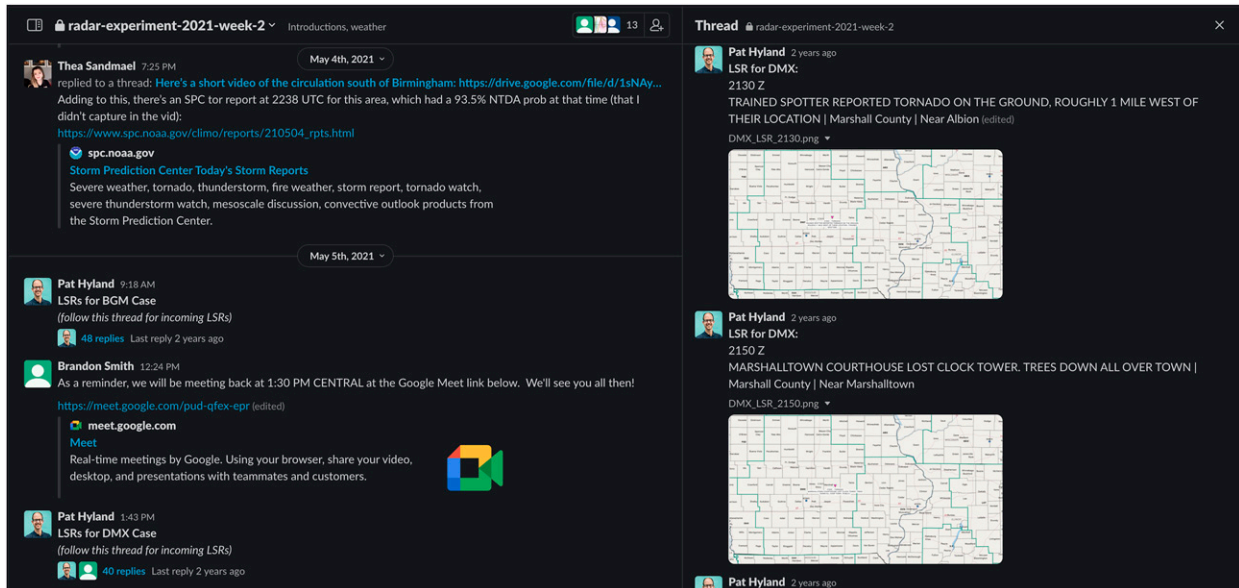 radar-experiment-2021-week-2
Introductions, weather
13
May 4th, 2021
Thea Sandmael 7:25 PM
replied to a thread: Here's a short video of the circulation south of Birmingham: https://drive.google.com/file/d/1sNAy...
Adding to this, there's an SPC tor report at 2238 UTC for this area, which had a 93.5% NTDA prob at that time (that I
didn't capture in the vid):
https://www.spc.noaa.gov/climo/reports/210504_rpts.html
spc.noaa.gov
Storm Prediction Center Today's Storm Reports
Severe weather, tornado, thunderstorm, fire weather, storm report, tornado watch,
severe thunderstorm watch, mesoscale discussion, convective outlook products from
the Storm Prediction Center.
May 5th, 2021
Pat Hyland 9:18 AM
LSRs for BGM Case
(follow this thread for incoming LSRs)
48 replies Last reply 2 years ago
Brandon Smith 12:24 PM
As a reminder, we will be meeting back at 1:30 PM CENTRAL at the Google Meet link below. We'll see you all then!
https://meet.google.com/pud-qfex-epr (edited)
meet.google.com
Meet
Real-time meetings by Google. Using your browser, share your video,
desktop, and presentations with teammates and customers.
Pat Hyland 1:43 PM
LSRs for DMX Case
(follow this thread for incoming LSRs)
40 replies Last reply 2 years ago
Thread radar-experiment-2021-week-2
Pat Hyland 2 years ago
LSR for DMX:
2130 Z
TRAINED SPOTTER REPORTED TORNADO ON THE GROUND, ROUGHLY 1 MILE WEST OF
THEIR LOCATION | Marshall County | Near Albion (edited)
DMX_LSR_2130.png
Pat Hyland 2 years ago
LSR for DMX:
2150 Z
MARSHALLTOWN COURTHOUSE LOST CLOCK TOWER. TREES DOWN ALL OVER TOWN |
Marshall County | Near Marshalltown
DMX_LSR_2150.png
Pat Hyland 2 years ago